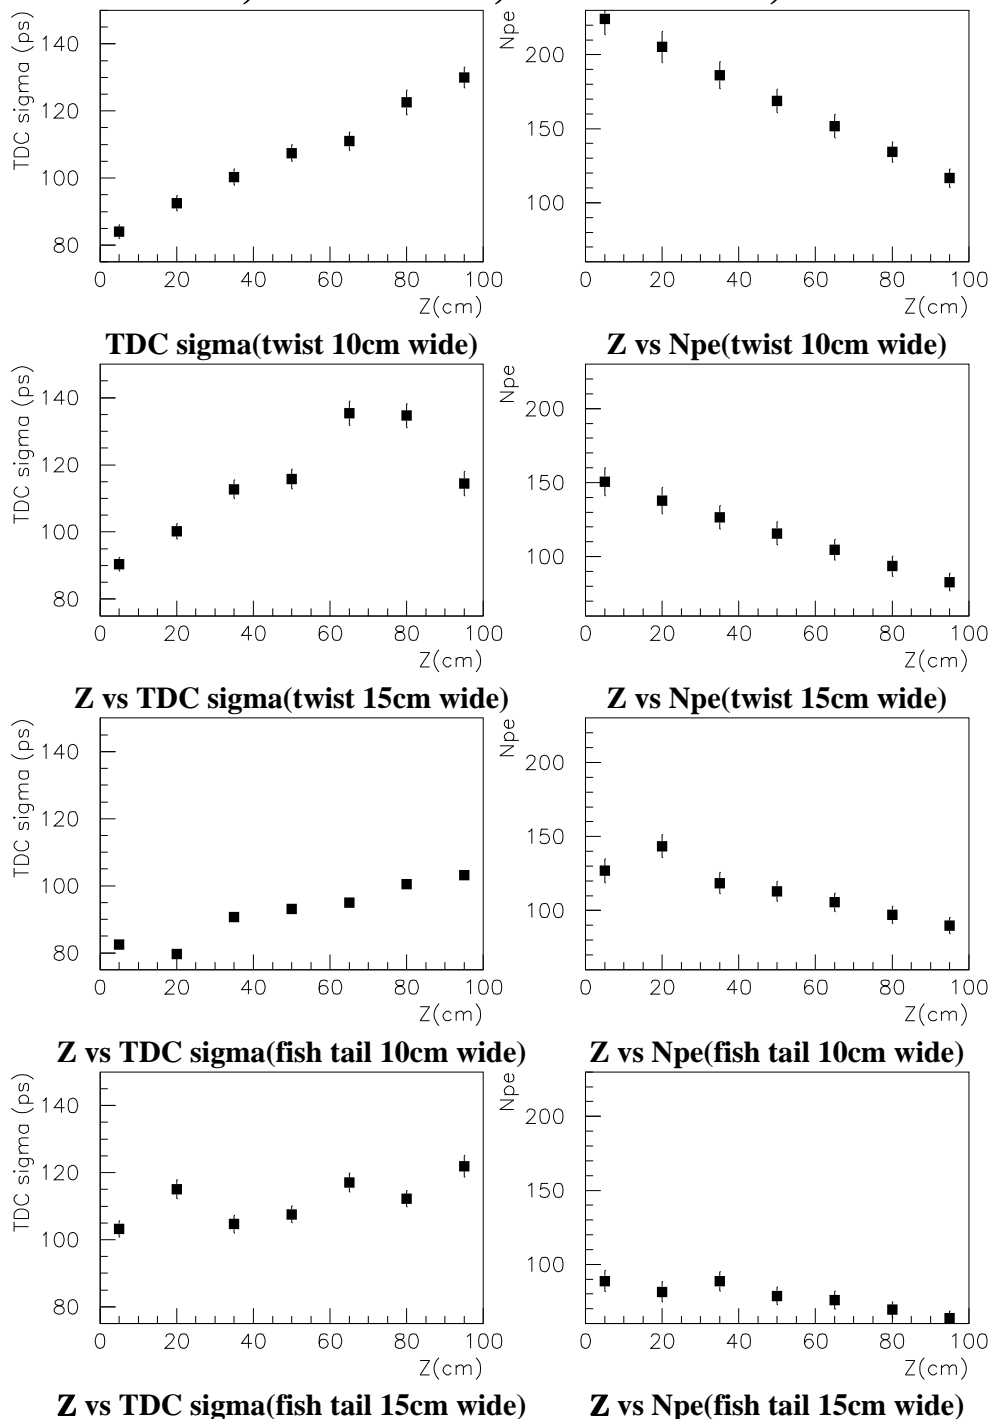 TDC sigma (ps)
140
120
100
80
0 20 40 60 80 100
Z(cm)
Npe
200
150
100
0 20 40 60 80 100
Z(cm)
TDC sigma(twist 10cm wide)
Z vs Npe(twist 10cm wide)
TDC sigma (ps)
140
120
100
80
0 20 40 60 80 100
Z(cm)
Npe
200
150
100
0 20 40 60 80 100
Z(cm)
Z vs TDC sigma(twist 15cm wide)
Z vs Npe(twist 15cm wide)
TDC sigma (ps)
140
120
100
80
0 20 40 60 80 100
Z(cm)
Npe
200
150
100
0 20 40 60 80 100
Z(cm)
Z vs TDC sigma(fish tail 10cm wide)
Z vs Npe(fish tail 10cm wide)
TDC sigma (ps)
140
120
100
80
0 20 40 60 80 100
Z(cm)
Npe
200
150
100
0 20 40 60 80 100
Z(cm)
Z vs TDC sigma(fish tail 15cm wide)
Z vs Npe(fish tail 15cm wide)